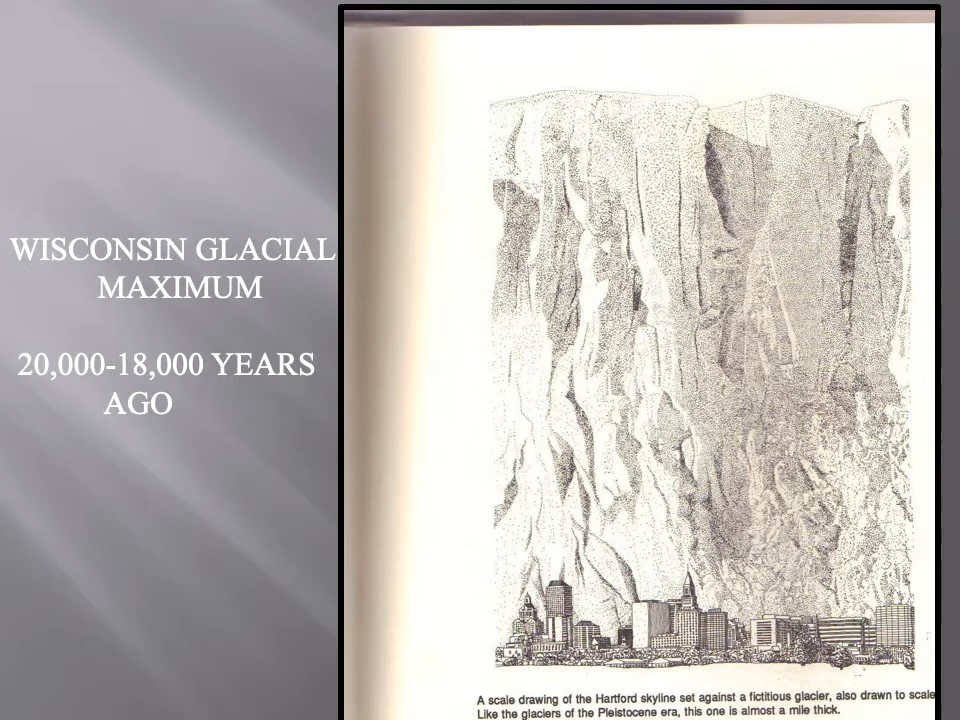 WISCONSIN GLACIAL
MAXIMUM
20,000-18,000 YEARS
AGO
A scale drawing of the Hartford skyline set against a fictitious glacier, also drawn to scale
Like the glaciers of the Pleistocene era, this one is almost a mile thick.